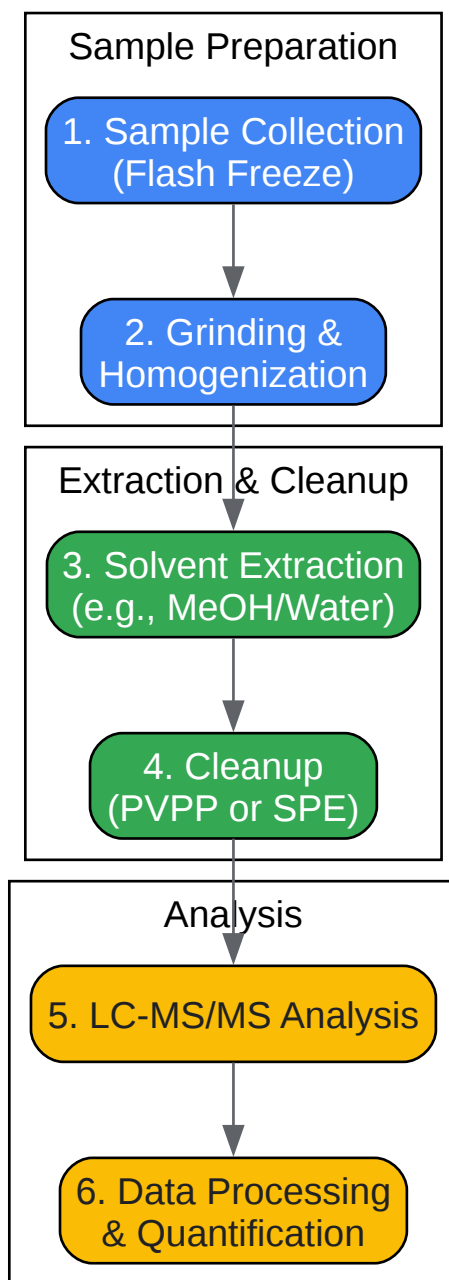 Sample Preparation
1. Sample Collection
(Flash Freeze)
2. Grinding &
Homogenization
Extraction & Cleanup
3. Solvent Extraction
(e.g., MeOH/Water)
4. Cleanup
(PVPP or SPE)
Analysis
5. LC-MS/MS Analysis
6. Data Processing
& Quantification